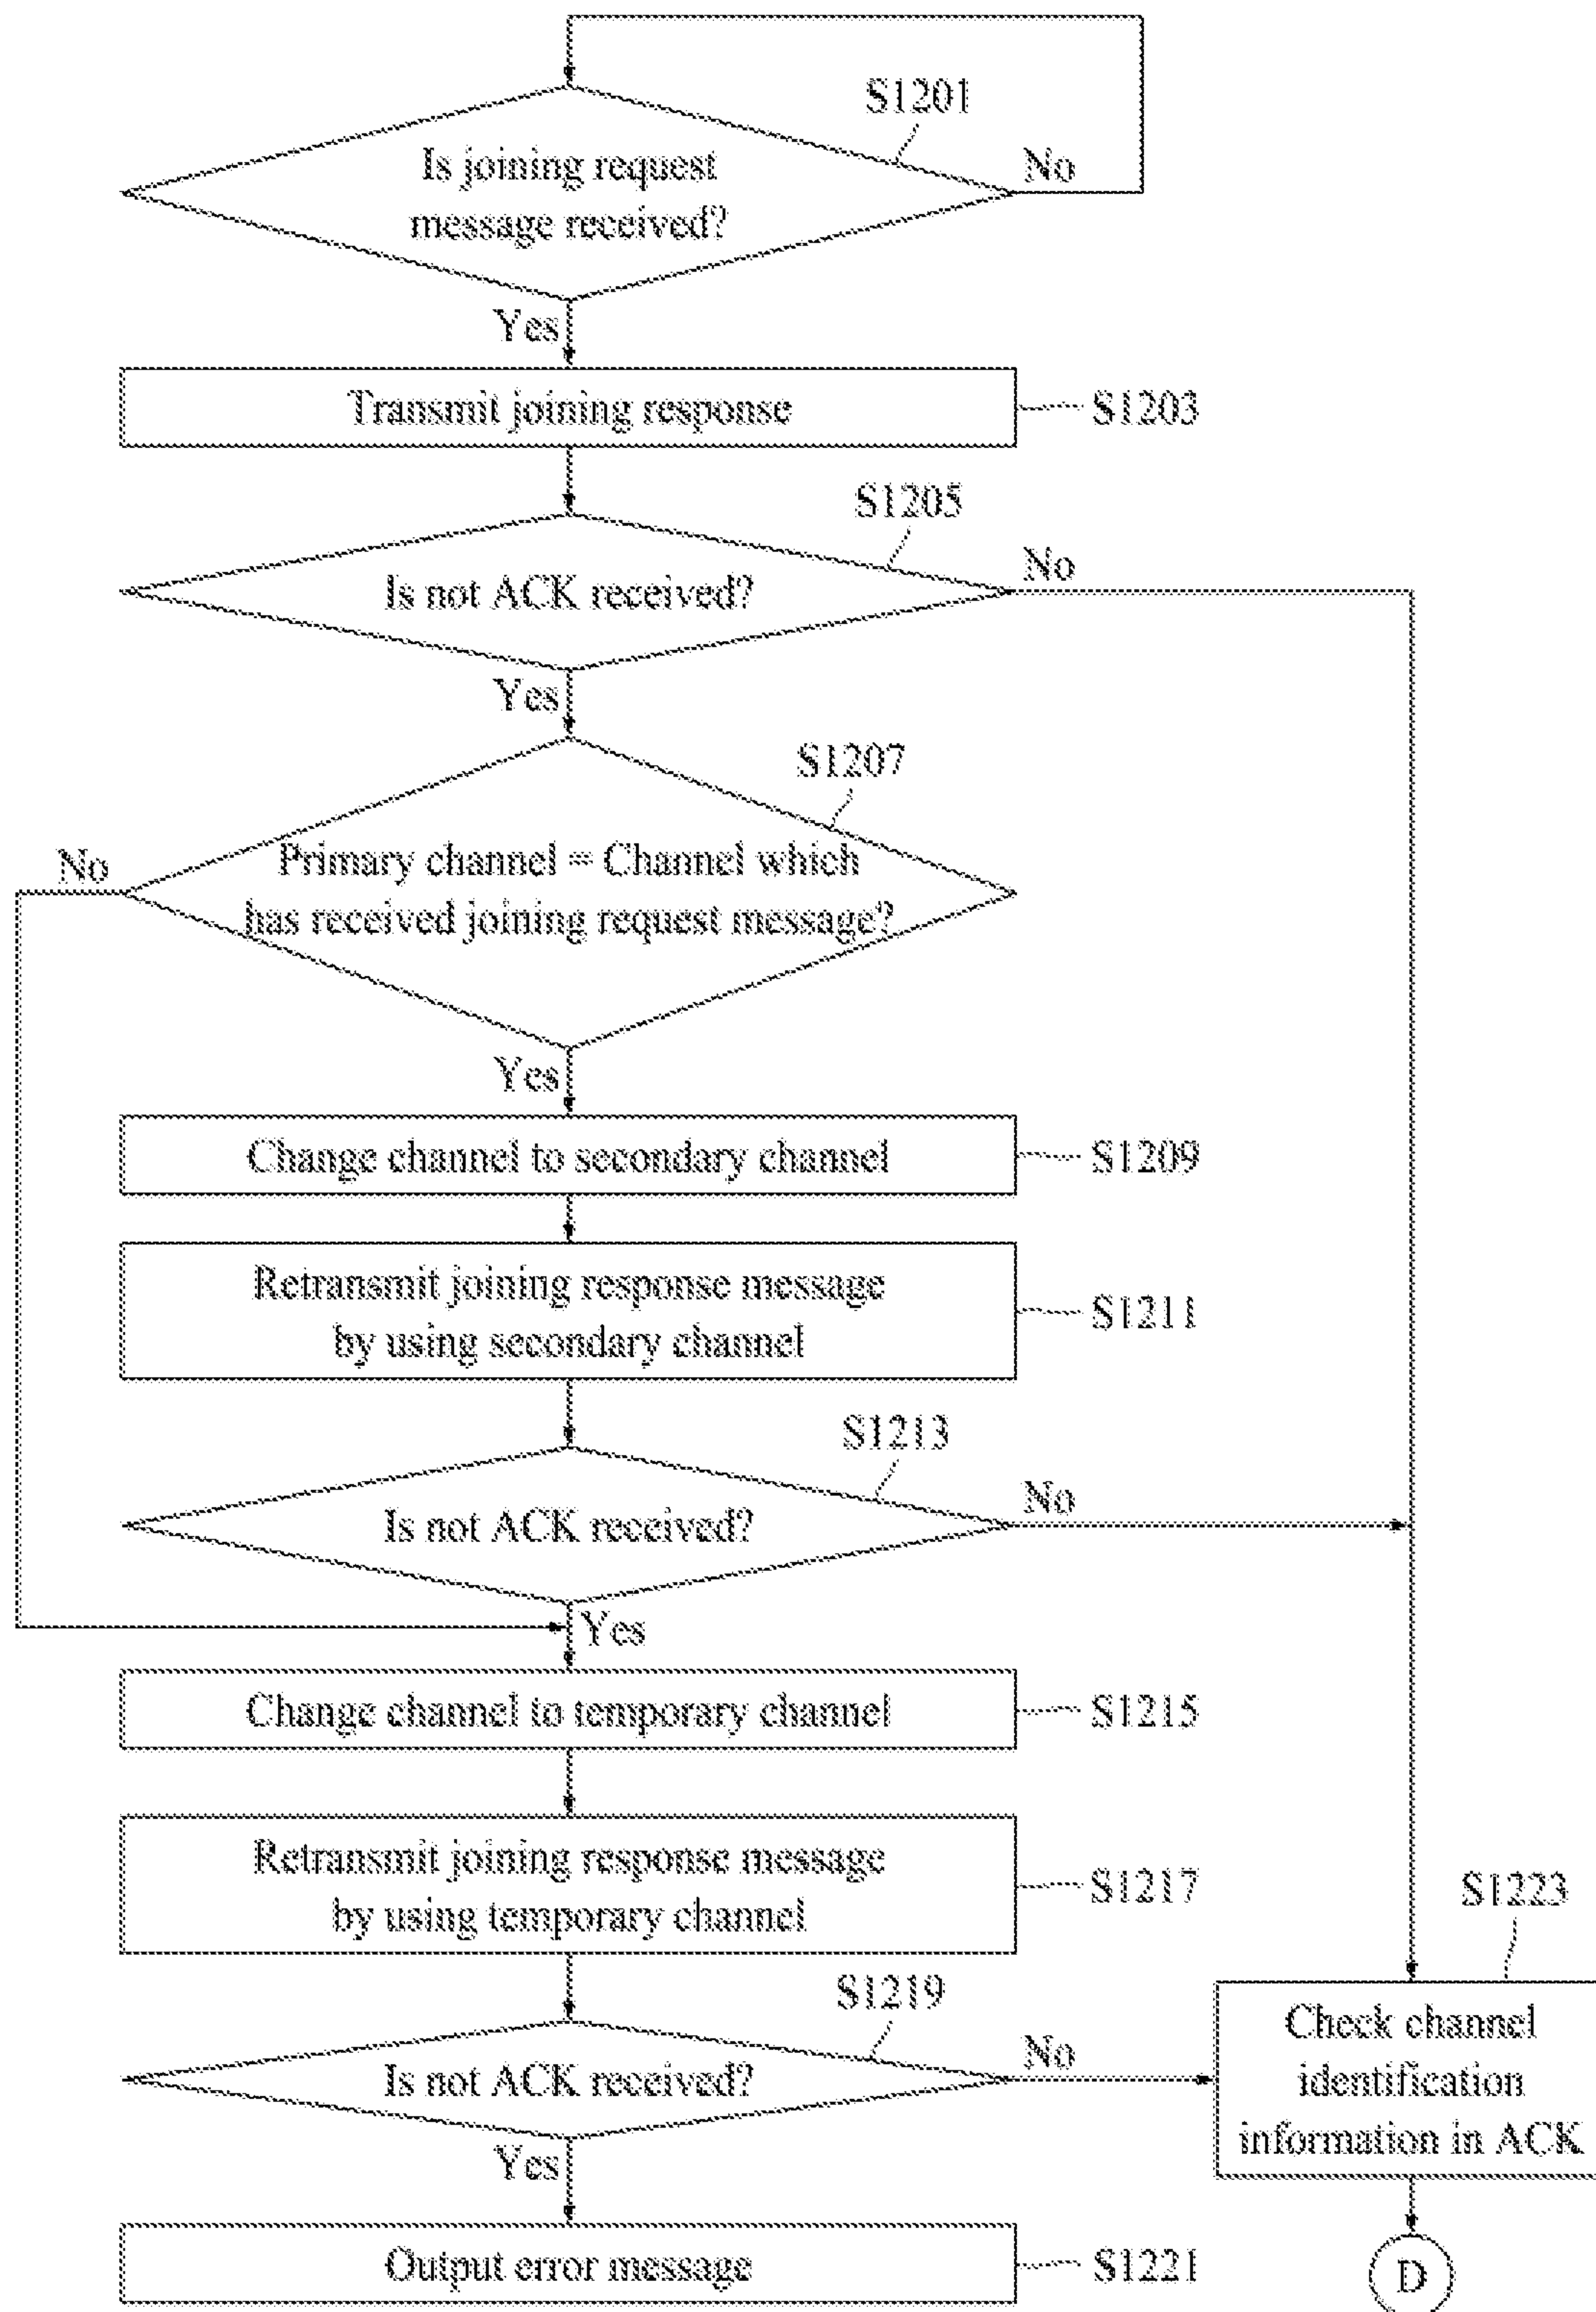 S1201
Is joining request
message received?
No
Yes
Transmit joining response
S1203
S1205
Is not ACK received?
No
Yes
S1207
Primary channel = Channel which
has received joining request message?
No
Yes
Change channel to secondary channel
S1209
Retransmit joining response message
by using secondary channel
S1211
S1213
Is not ACK received?
No
Yes
Change channel to temporary channel
S1215
Retransmit joining response message
by using temporary channel
S1217
S1219
Is not ACK received?
No
Yes
S1223
Check channel
identification
information in ACK
Output error message
S1221
D